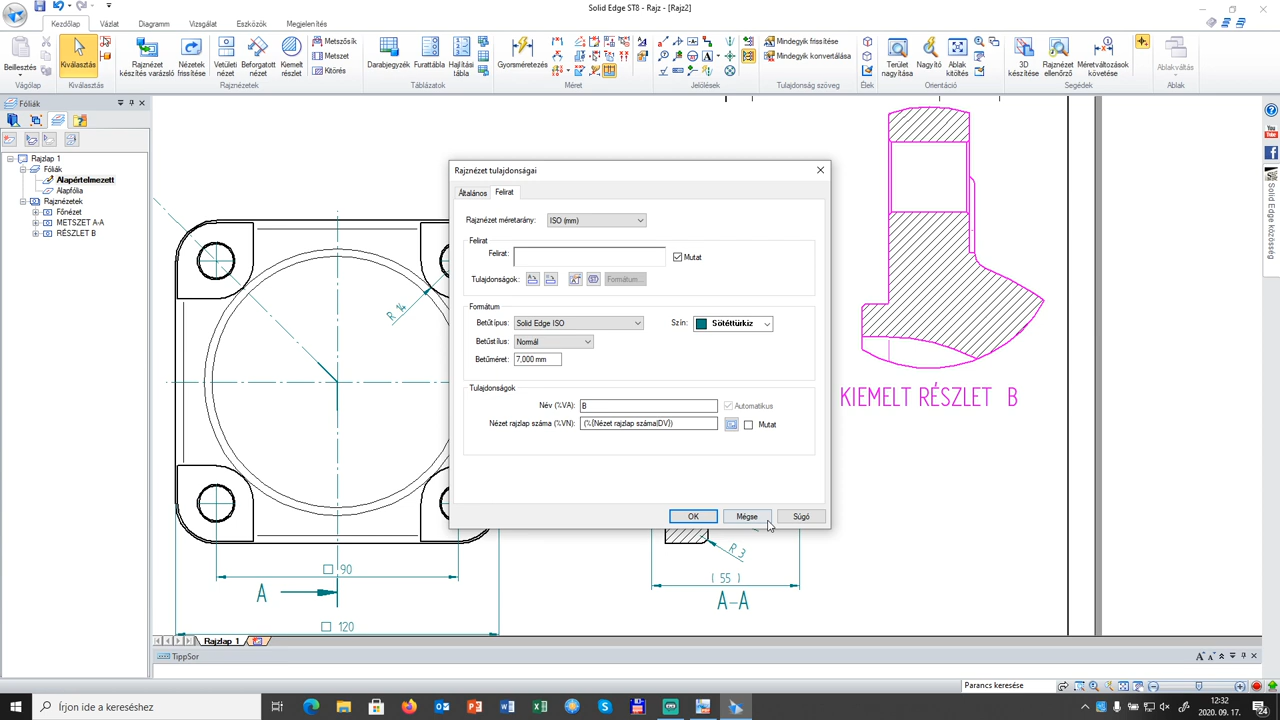 Solid Edge ST8 - Rajz - [Rajz2]
Kezdőlap Vázlat Diagramm Vizsgálat Eszközök Megjelenítés
Beillesztés
Kiválasztás
Rajznézet készítés varázsló
Nézetek frissítése
Vetületi nézet
Beforgatott nézet
Kiemelt részlet
Metszősík
Metszet
Kitörés
Darabjegyzék
Furattábla
Hajlítási tábla
Gyorsméretezés
Mindegyik frissítése
Mindegyik konvertálása
Terület nagyítása
Nagyító
Ablak kitöltés
3D készítése
Rajznézet ellenőrző
Méretváltozások követése
Ablakváltás
Vágólap Kiválasztás Rajznézetek Táblázatok Méret Jelölések Tulajdonság szöveg Élek Orientáció Segédek Ablak
Fóliák
Rajzlap 1
Fóliák
Alapértelmezett
Alapfólia
Rajznézetek
Főnézet
METSZET A-A
RÉSZLET B
Rajznézet tulajdonságai
Általános Felirat
Rajznézet méretarány: ISO (mm)
Felirat
Felirat: Mutat
Tulajdonságok: Formátum...
Formátum
Betűtípus: Solid Edge ISO Szín: Sötéttürkiz
Betűstílus: Normál
Betűméret: 7,000 mm
Tulajdonságok
Név (%VA): B Automatikus
Nézet rajzlap száma (%VN): (%{Nézet rajzlap száma|DV}) Mutat
OK Mégse Súgó
R 14
KIEMELT RÉSZLET B
R 3
□ 90
( 55 )
A
A-A
□ 120
Solid Edge közösség
Rajzlap 1
TippSor
Parancs keresése
Írjon ide a kereséshez
12:32
2020. 09. 17.
24